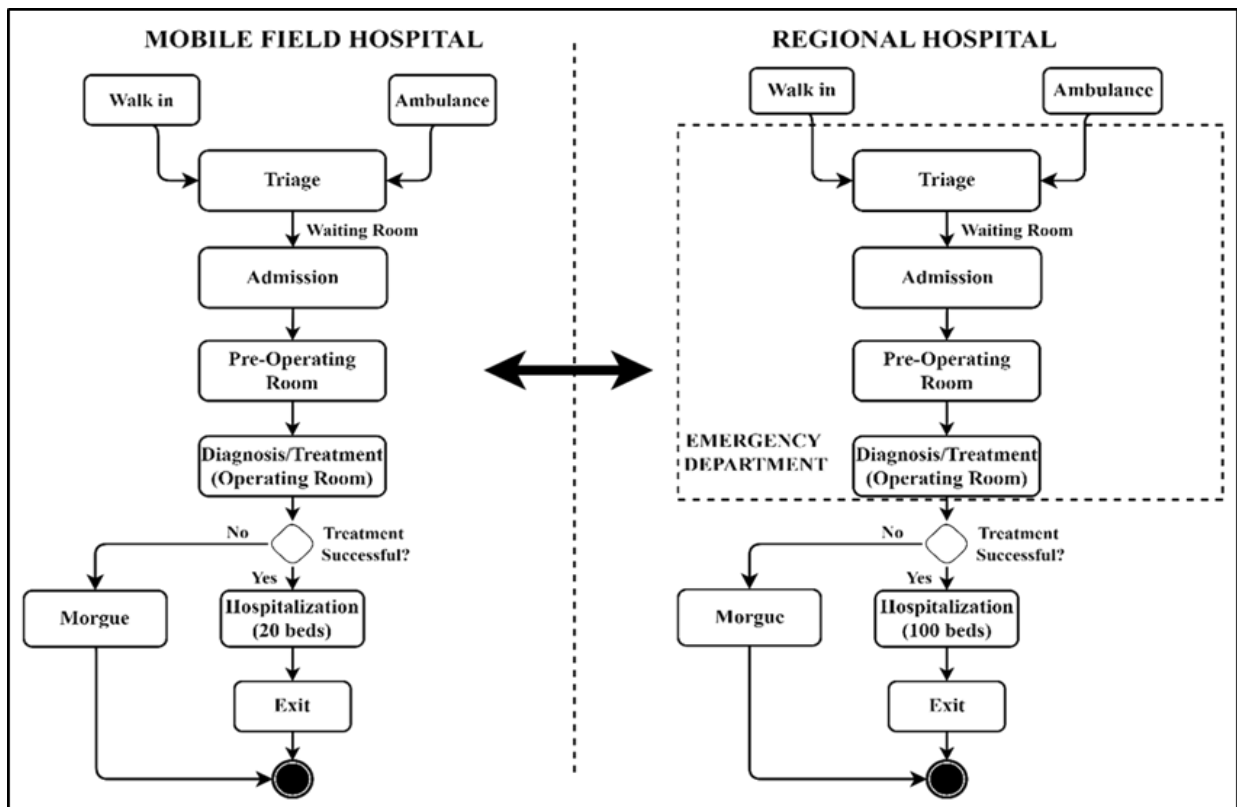 MOBILE FIELD HOSPITAL
Walk in
Ambulance
Triage
Waiting Room
Admission
Pre-Operating
Room
Diagnosis/Treatment
(Operating Room)
No
Treatment
Successful?
Yes
Morgue
Hospitalization
(20 beds)
Exit
REGIONAL HOSPITAL
Walk in
Ambulance
Triage
Waiting Room
Admission
Pre-Operating
Room
EMERGENCY
DEPARTMENT
Diagnosis/Treatment
(Operating Room)
No
Treatment
Successful?
Yes
Morgue
Hospitalization
(100 beds)
Exit